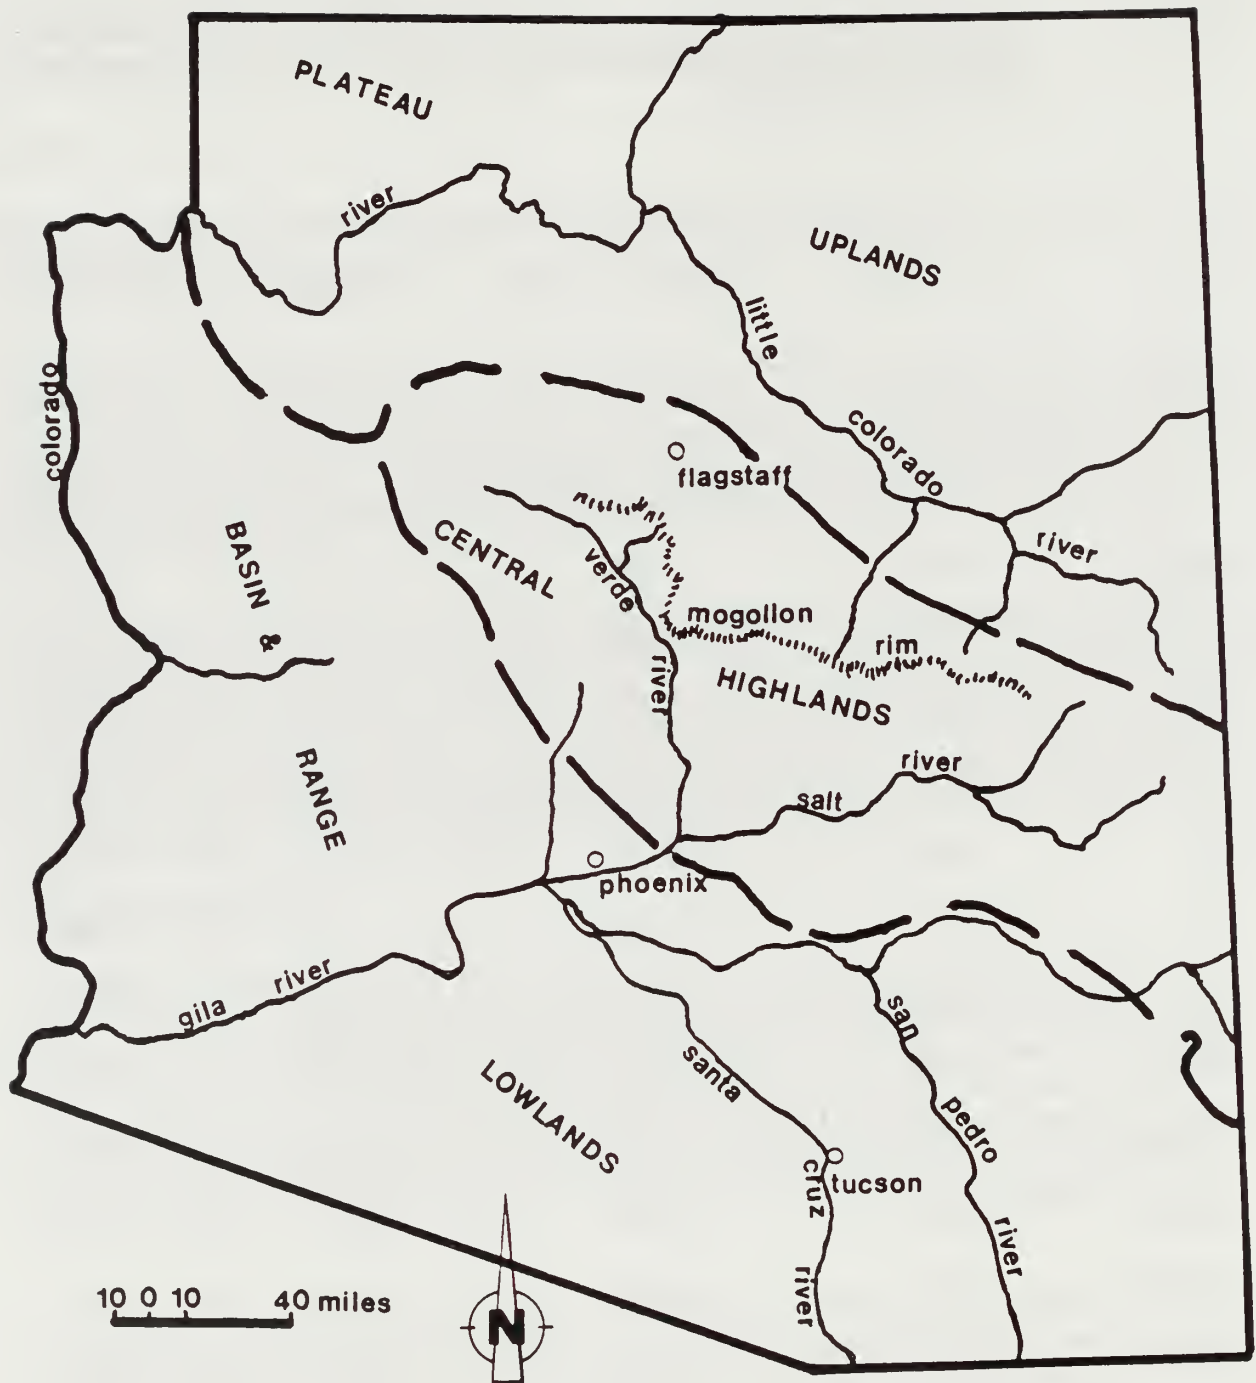 PLATEAU
river
UPLANDS
little
colorado
colorado
flagstaff
river
BASIN &
CENTRAL
verde
mogollon
rim
river
HIGHLANDS
RANGE
river
salt
phoenix
gila river
san
santa
LOWLANDS
pedro
cruz
tucson
river
river
10 0 10 40 miles
N